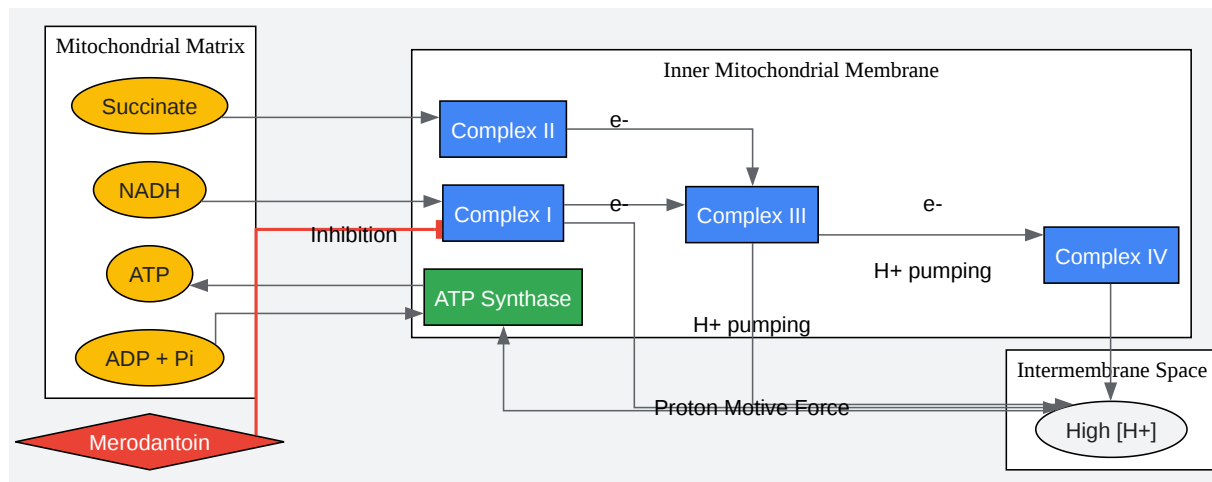 Mitochondrial Matrix
Succinate
NADH
ATP
ADP + Pi
Merodantoin
Inhibition
Inner Mitochondrial Membrane
Complex II
e-
Complex I
e-
Complex III
e-
Complex IV
ATP Synthase
H+ pumping
H+ pumping
Proton Motive Force
Intermembrane Space
High [H+]